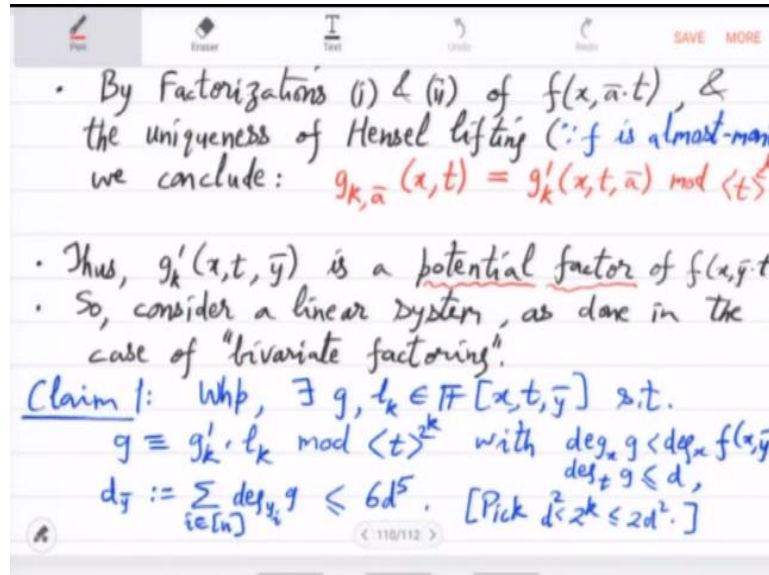 Pen Eraser Text Undo Redo SAVE MORE
• By Factorizations (i) & (ii) of f(x, ā·t), &
the uniqueness of Hensel lifting (∵ f is almost-mon
we conclude: g_{k,ā}(x,t) = g'_k(x,t,ā) mod <t>
• Thus, g'_k(x,t,ȳ) is a potential factor of f(x,ȳ·t
• So, consider a linear system, as done in the
case of "bivariate factoring".
Claim 1: Whp, ∃ g, l_k ∈ F[x,t,ȳ] s.t.
g ≡ g'_k · l_k mod <t>^{2^k} with deg_x g < deg_x f(x,ȳ
deg_t g ≤ d,
d_ȳ := Σ_{i∈[n]} deg_{y_i} g ≤ 6d^5. [Pick d^2 < 2^k ≤ 2d^2.]
< 110/112 >